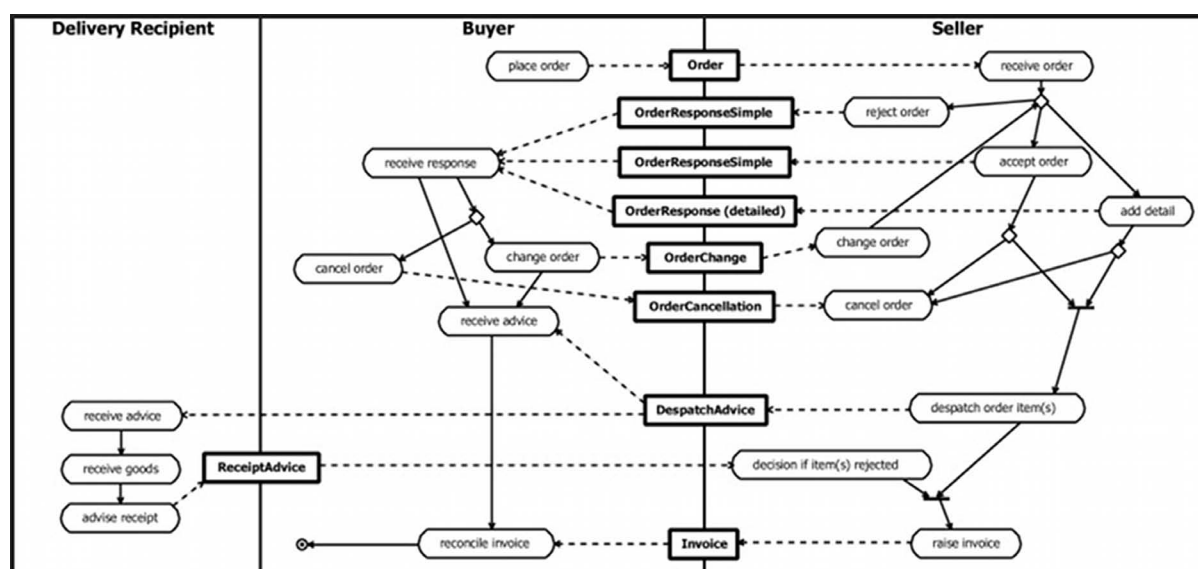 Delivery Recipient
Buyer
Seller
place order
Order
receive order
OrderResponseSimple
reject order
receive response
OrderResponseSimple
accept order
OrderResponse (detailed)
add detail
change order
OrderChange
change order
cancel order
OrderCancellation
cancel order
receive advice
receive advice
DespatchAdvice
despatch order item(s)
receive goods
ReceiptAdvice
decision if item(s) rejected
advise receipt
reconcile invoice
Invoice
raise invoice